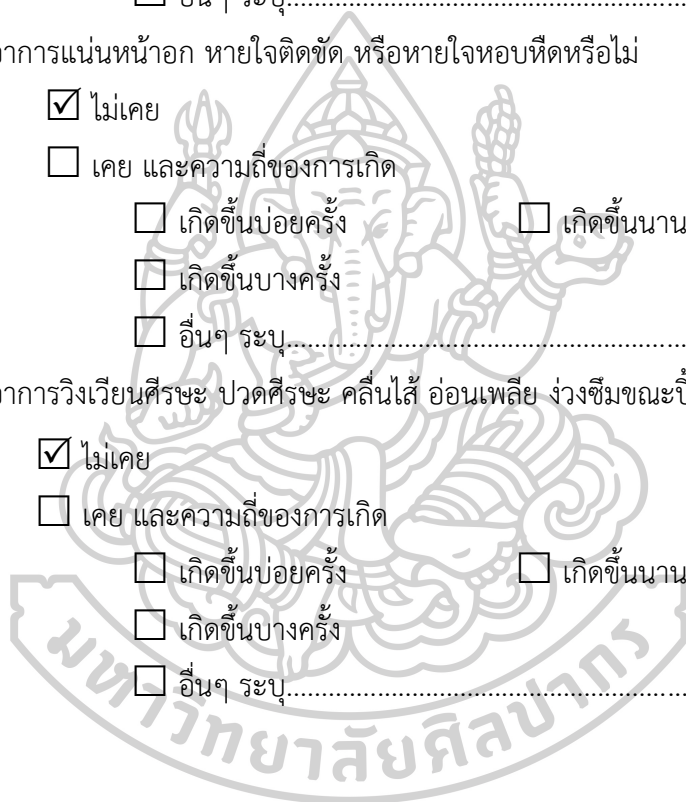 ☐ อื่นๆ ระบุ......................................................................
าการแน่นหน้าอก หายใจติดขัด หรือหายใจหอบหืดหรือไม่
☑ ไม่เคย
☐ เคย และความถี่ของการเกิด
☐ เกิดขึ้นบ่อยครั้ง ☐ เกิดขึ้นนาน
☐ เกิดขึ้นบางครั้ง
☐ อื่นๆ ระบุ......................................................................
าการวิงเวียนศีรษะ ปวดศีรษะ คลื่นไส้ อ่อนเพลีย ง่วงซึมขณะปี
☑ ไม่เคย
☐ เคย และความถี่ของการเกิด
☐ เกิดขึ้นบ่อยครั้ง ☐ เกิดขึ้นนาน
☐ เกิดขึ้นบางครั้ง
☐ อื่นๆ ระบุ......................................................................
มหาวิทยาลัยศิลปากร